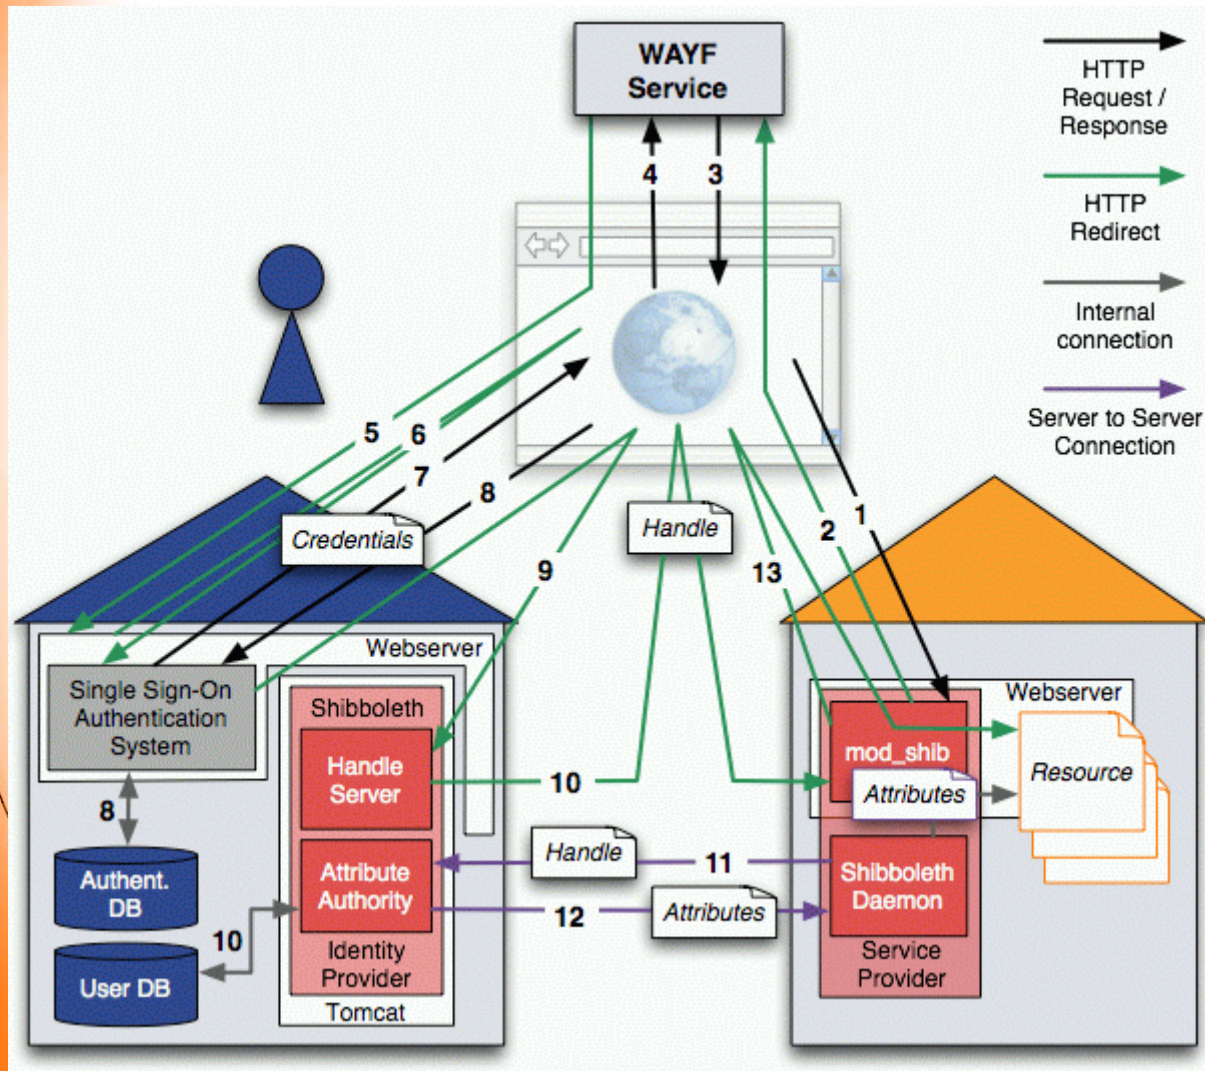 WAYF
Service
HTTP
Request /
Response
HTTP
Redirect
Internal
connection
Server to Server
Connection
4
3
5
6
7
8
Credentials
Handle
9
13
2
1
Webserver
Single Sign-On
Authentication
System
Shibboleth
Handle
Server
10
8
Authent.
DB
Attribute
Authority
10
User DB
Identity
Provider
Tomcat
Handle
11
12
Attributes
Webserver
mod_shib
Attributes
Resource
Shibboleth
Daemon
Service
Provider